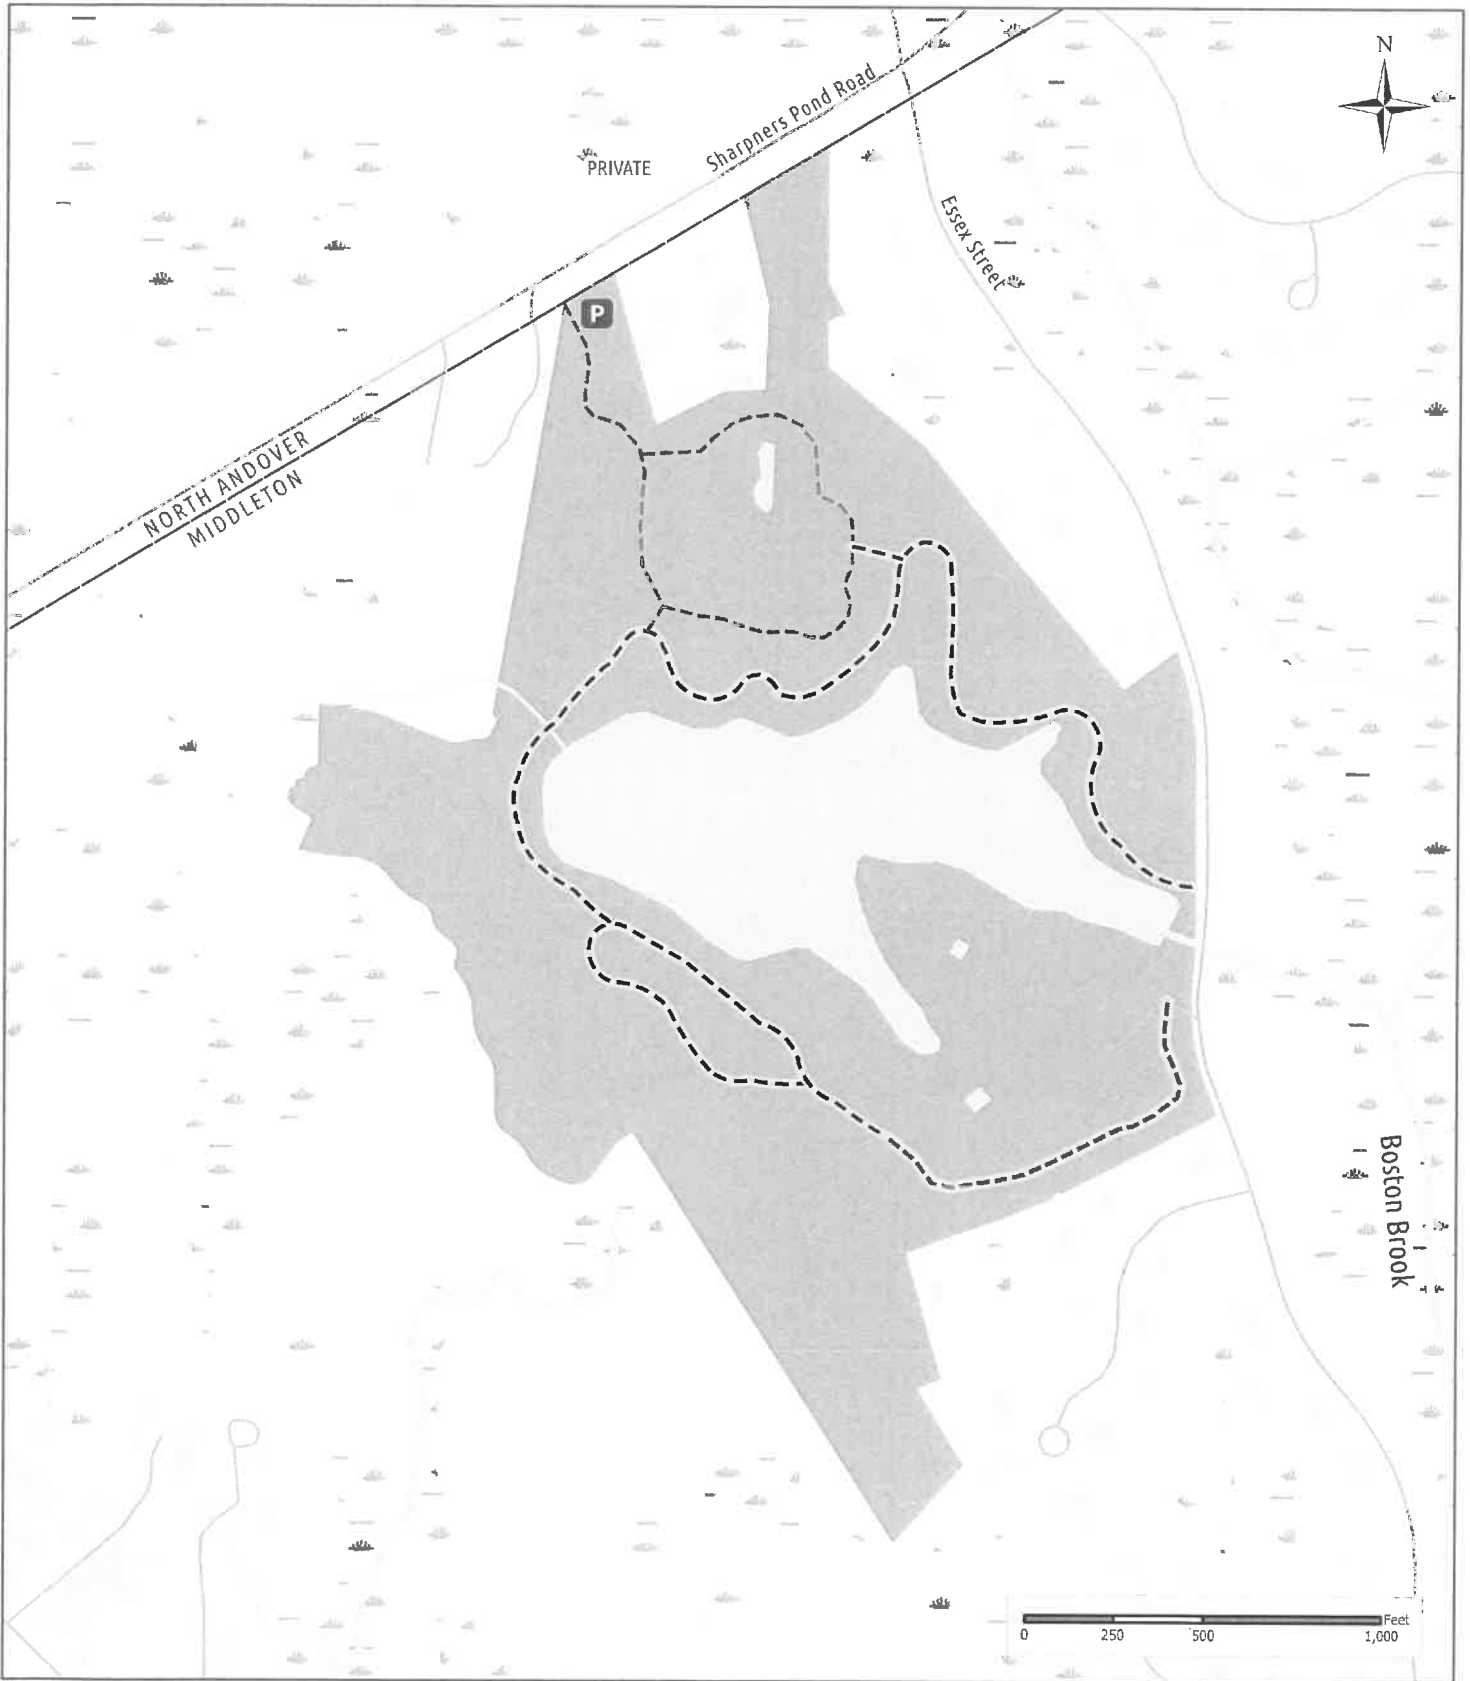 N
Sharpners Pond Road
PRIVATE
Essex Street
P
NORTH ANDOVER
MIDDLETON
Boston Brook
Feet
0 250 500 1,000